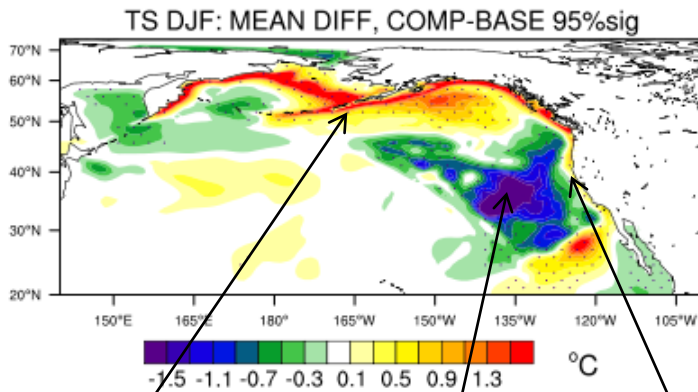 TS DJF: MEAN DIFF, COMP-BASE 95%sig
70°N
60°N
50°N
40°N
30°N
20°N
150°E 165°E 180° 165°W 150°W 135°W 120°W 105°W
-1.5 -1.1 -0.7 -0.3 0.1 0.5 0.9 1.3 °C